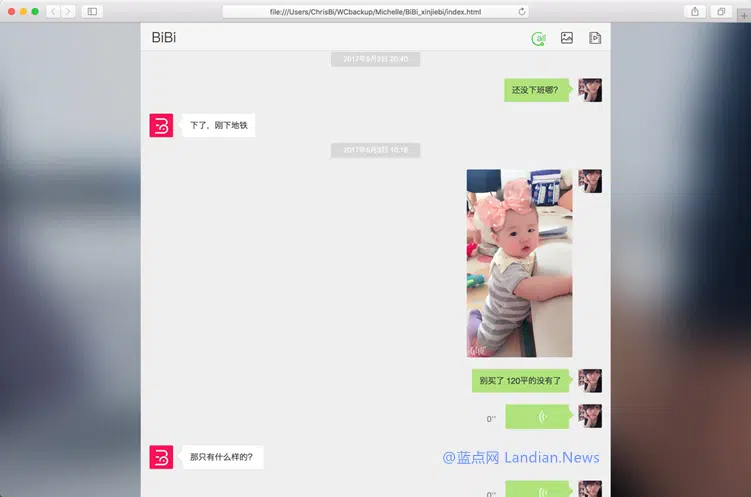 file:///Users/ChrisBi/WCbackup/Michelle/BiBi_xinjiebi/index.html
BiBi
all
2017年5月2日 20:40
还没下班哪?
下了，刚下地铁
2017年5月3日 10:18
别买了 120平的没有了
0''
那只有什么样的?
@蓝点网 Landian.News
0''